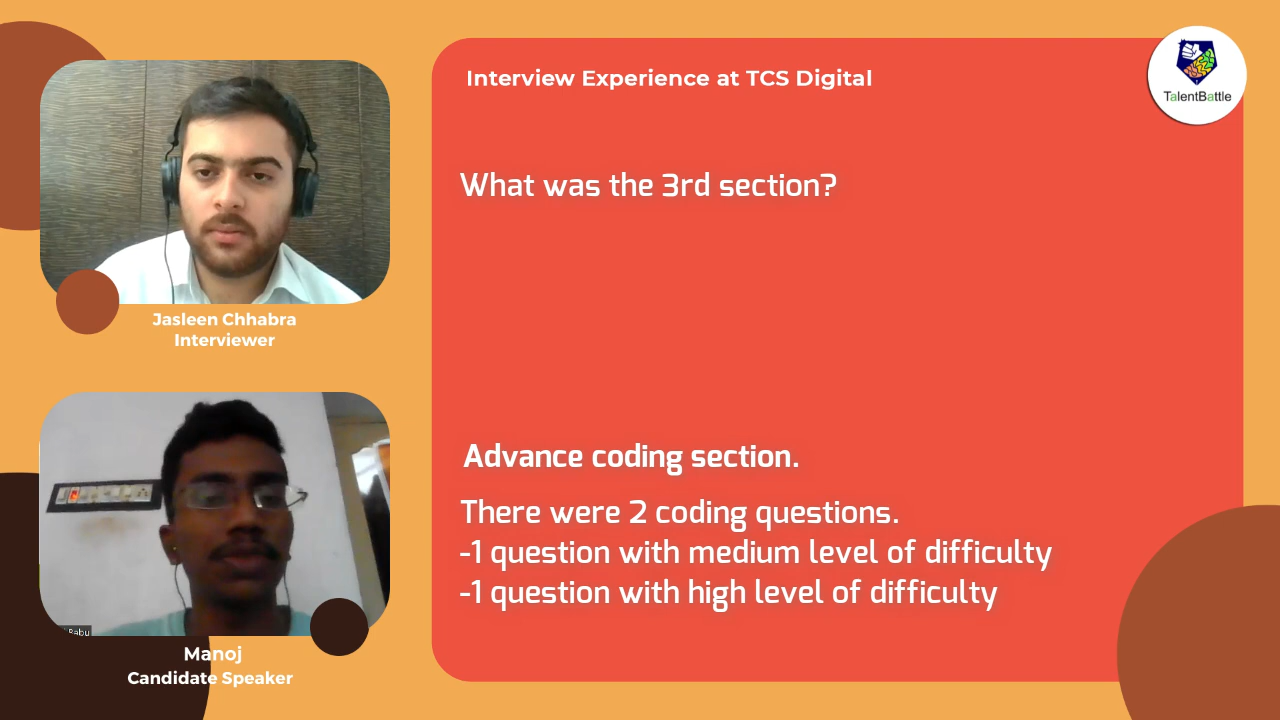 Interview Experience at TCS Digital
TalentBattle
What was the 3rd section?
Jasleen Chhabra
Interviewer
Advance coding section.
There were 2 coding questions.
-1 question with medium level of difficulty
-1 question with high level of difficulty
Babu
Manoj
Candidate Speaker